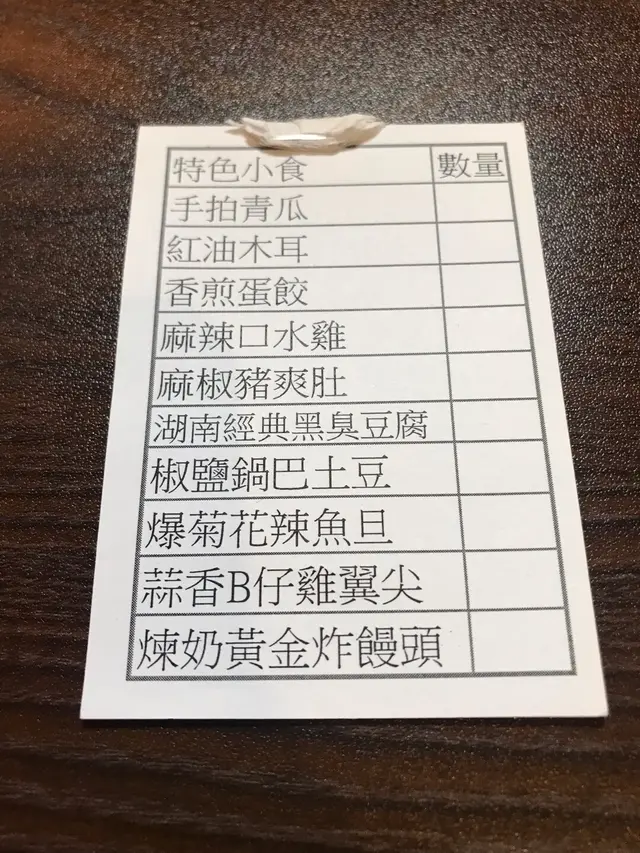 特色小食 數量
手拍青瓜
紅油木耳
香煎蛋餃
麻辣口水雞
麻椒豬爽肚
湖南經典黑臭豆腐
椒鹽鍋巴土豆
爆菊花辣魚旦
蒜香B仔雞翼尖
煉奶黃金炸饅頭